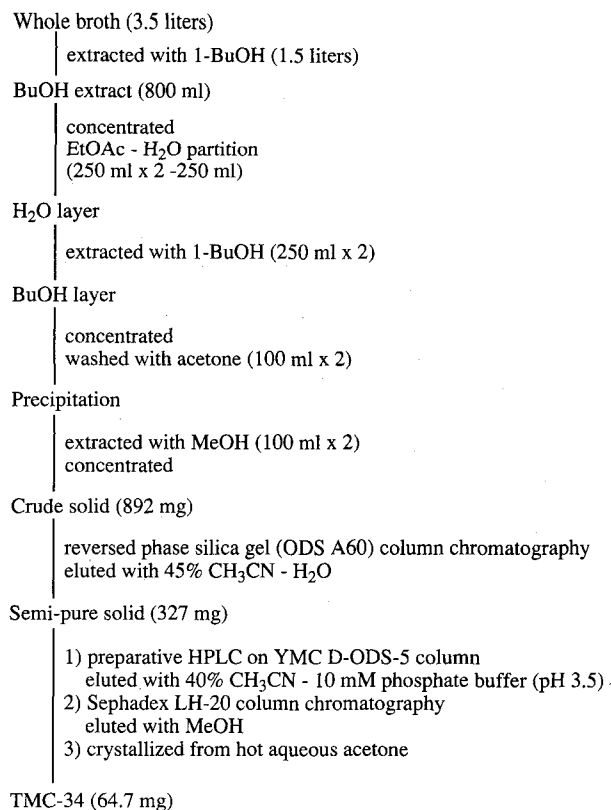 Whole broth (3.5 liters)
extracted with 1-BuOH (1.5 liters)
BuOH extract (800 ml)
concentrated
EtOAc - H₂O partition
(250 ml x 2 -250 ml)
H₂O layer
extracted with 1-BuOH (250 ml x 2)
BuOH layer
concentrated
washed with acetone (100 ml x 2)
Precipitation
extracted with MeOH (100 ml x 2)
concentrated
Crude solid (892 mg)
reversed phase silica gel (ODS A60) column chromatography
eluted with 45% CH₃CN - H₂O
Semi-pure solid (327 mg)
1) preparative HPLC on YMC D-ODS-5 column
eluted with 40% CH₃CN - 10 mM phosphate buffer (pH 3.5)
2) Sephadex LH-20 column chromatography
eluted with MeOH
3) crystallized from hot aqueous acetone
TMC-34 (64.7 mg)